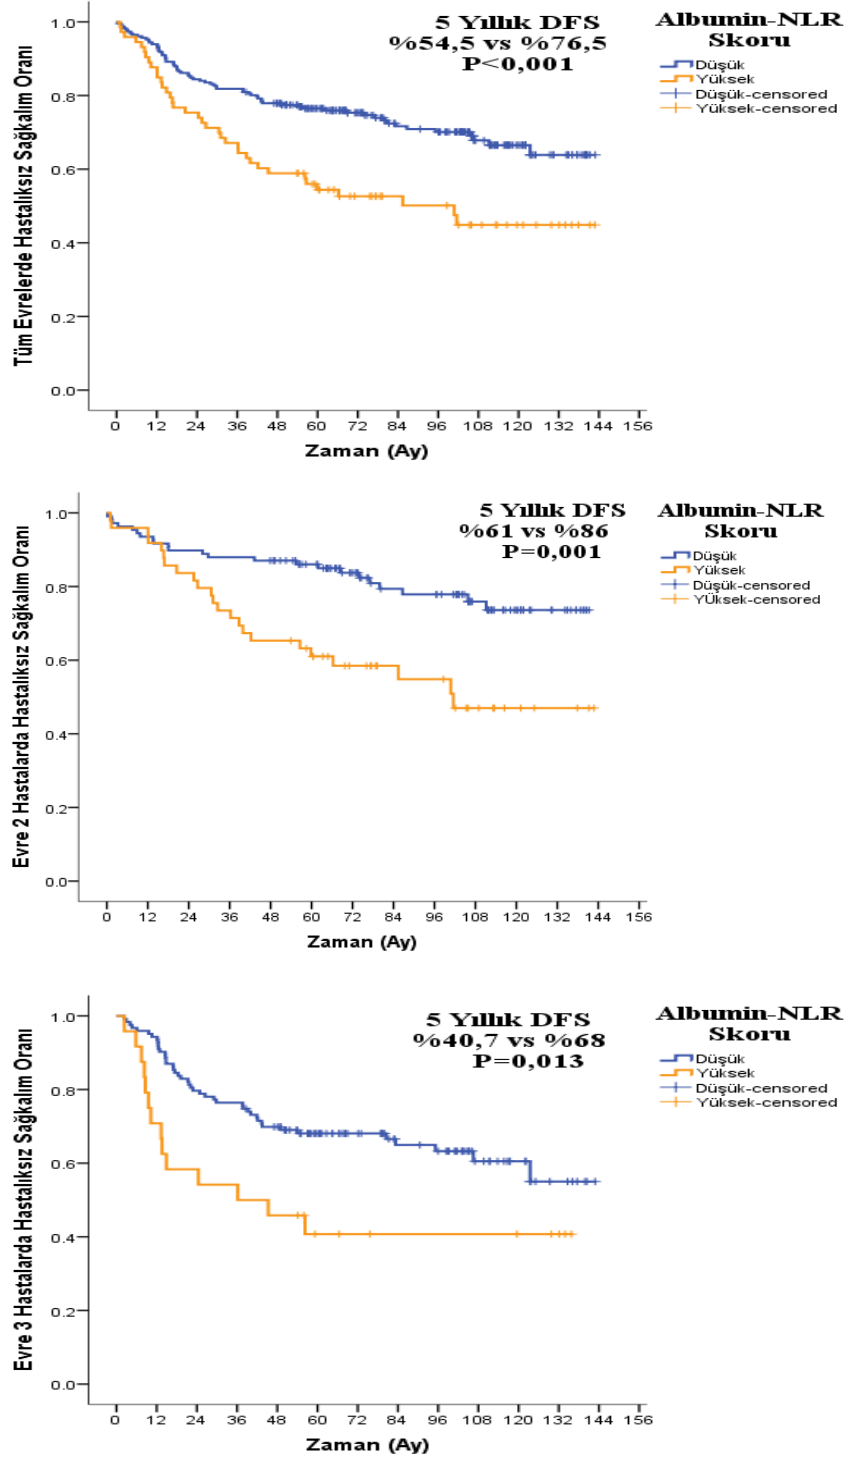 5 Yıllık DFS
%54,5 vs %76,5
P<0,001
Albumin-NLR
Skoru
Düşük
Yüksek
Düşük-censored
Yüksek-censored
Tüm Evrelerde Hastalıksız Sağkalım Oranı
1.0
0.8
0.6
0.4
0.2
0.0
0 12 24 36 48 60 72 84 96 108 120 132 144 156
Zaman (Ay)
5 Yıllık DFS
%61 vs %86
P=0,001
Albumin-NLR
Skoru
Düşük
Yüksek
Düşük-censored
YÜksek-censored
Evre 2 Hastalarda Hastalıksız Sağkalım Oranı
1.0
0.8
0.6
0.4
0.2
0.0
0 12 24 36 48 60 72 84 96 108 120 132 144 156
Zaman (Ay)
5 Yıllık DFS
%40,7 vs %68
P=0,013
Albumin-NLR
Skoru
Düşük
Yüksek
Düşük-censored
Yüksek-censored
Evre 3 Hastalarda Hastalıksız Sağkalım Oranı
1.0
0.8
0.6
0.4
0.2
0.0
0 12 24 36 48 60 72 84 96 108 120 132 144 156
Zaman (Ay)